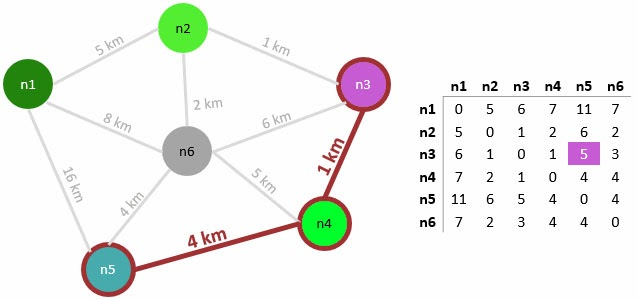 n2
5 km
1 km
n1
n3
2 km
8 km
6 km
n6
1 km
16 km
4 km
5 km
n4
4 km
n5
n1 n2 n3 n4 n5 n6
n1 0 5 6 7 11 7
n2 5 0 1 2 6 2
n3 6 1 0 1 5 3
n4 7 2 1 0 4 4
n5 11 6 5 4 0 4
n6 7 2 3 4 4 0